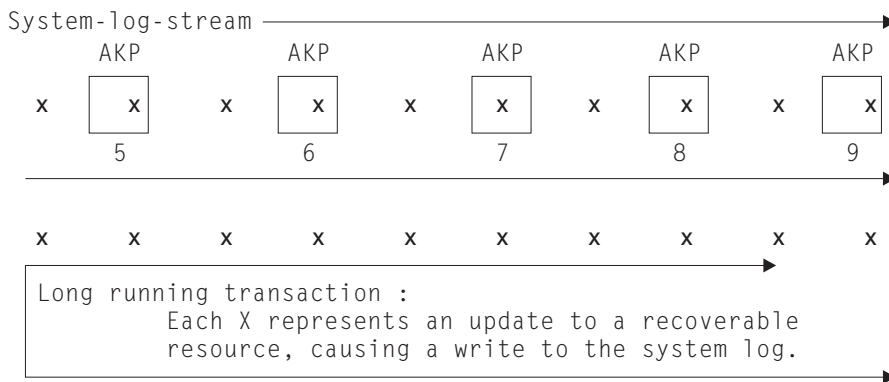 System-log-stream
AKP AKP AKP AKP AKP
x x x x x x x x x x
5 6 7 8 9
x x x x x x x x x x
Long running transaction :
Each X represents an update to a recoverable
resource, causing a write to the system log.